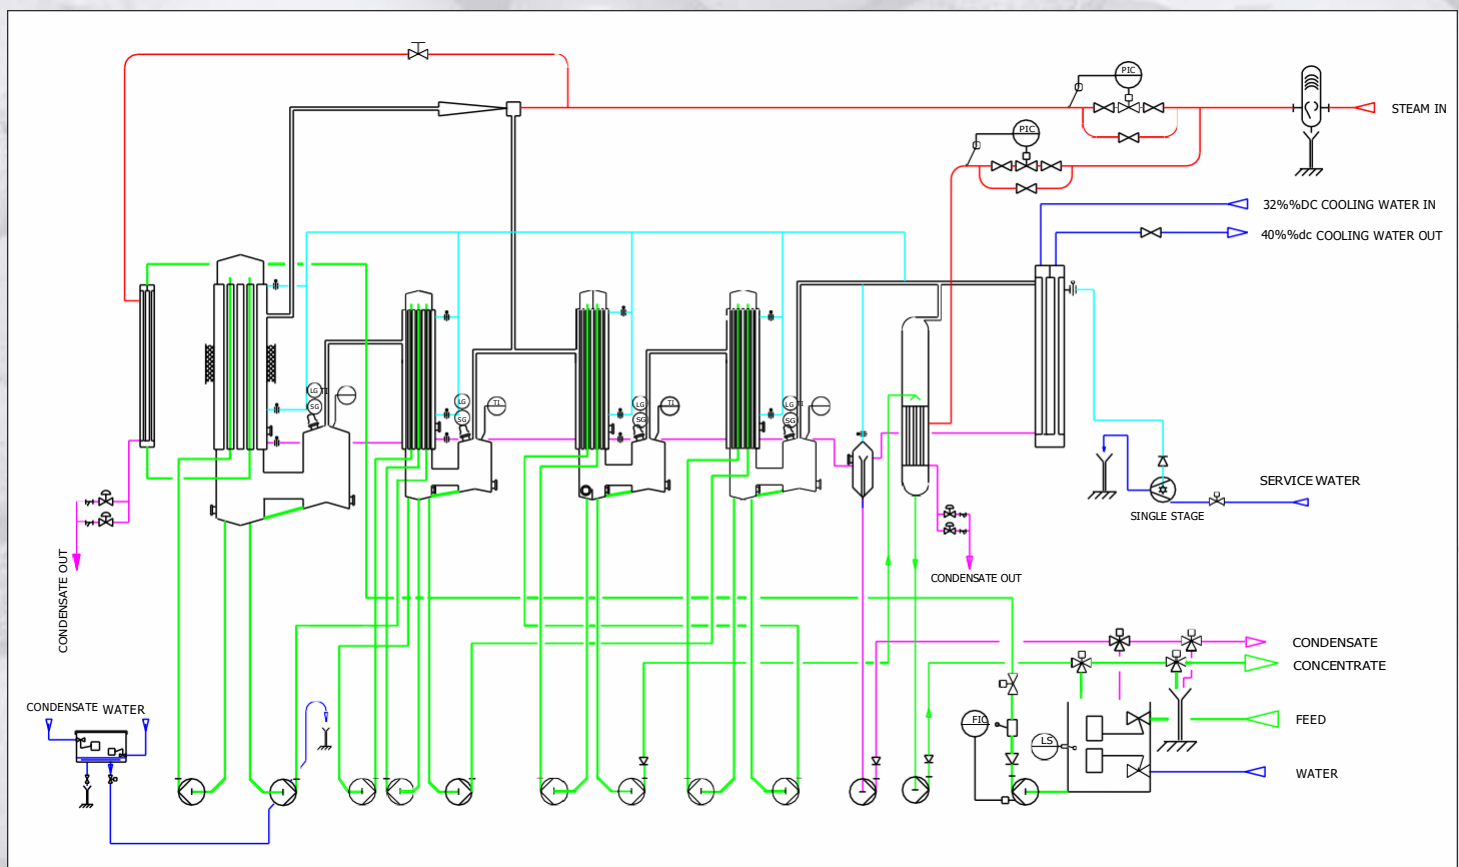 PIC
STEAM IN
PIC
32%%DC COOLING WATER IN
40%%dc COOLING WATER OUT
LG
TI
SG
LG
SG
TI
LG
SG
TI
LG
TI
SG
SERVICE WATER
SINGLE STAGE
CONDENSATE OUT
CONDENSATE OUT
CONDENSATE
CONCENTRATE
CONDENSATE WATER
FIC
LS
FEED
WATER